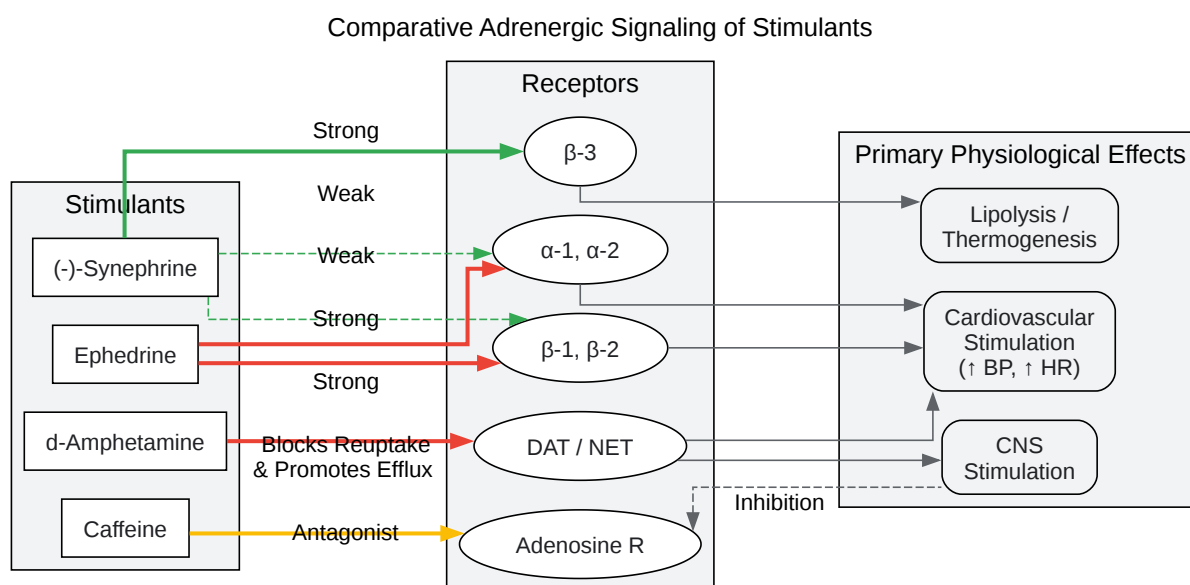 Comparative Adrenergic Signaling of Stimulants
Stimulants
(-)-Synephrine
Ephedrine
d-Amphetamine
Caffeine
Strong
Weak
Weak
Strong
Strong
Blocks Reuptake
& Promotes Efflux
Antagonist
Receptors
β-3
α-1, α-2
β-1, β-2
DAT / NET
Adenosine R
Inhibition
Primary Physiological Effects
Lipolysis /
Thermogenesis
Cardiovascular
Stimulation
(↑ BP, ↑ HR)
CNS
Stimulation